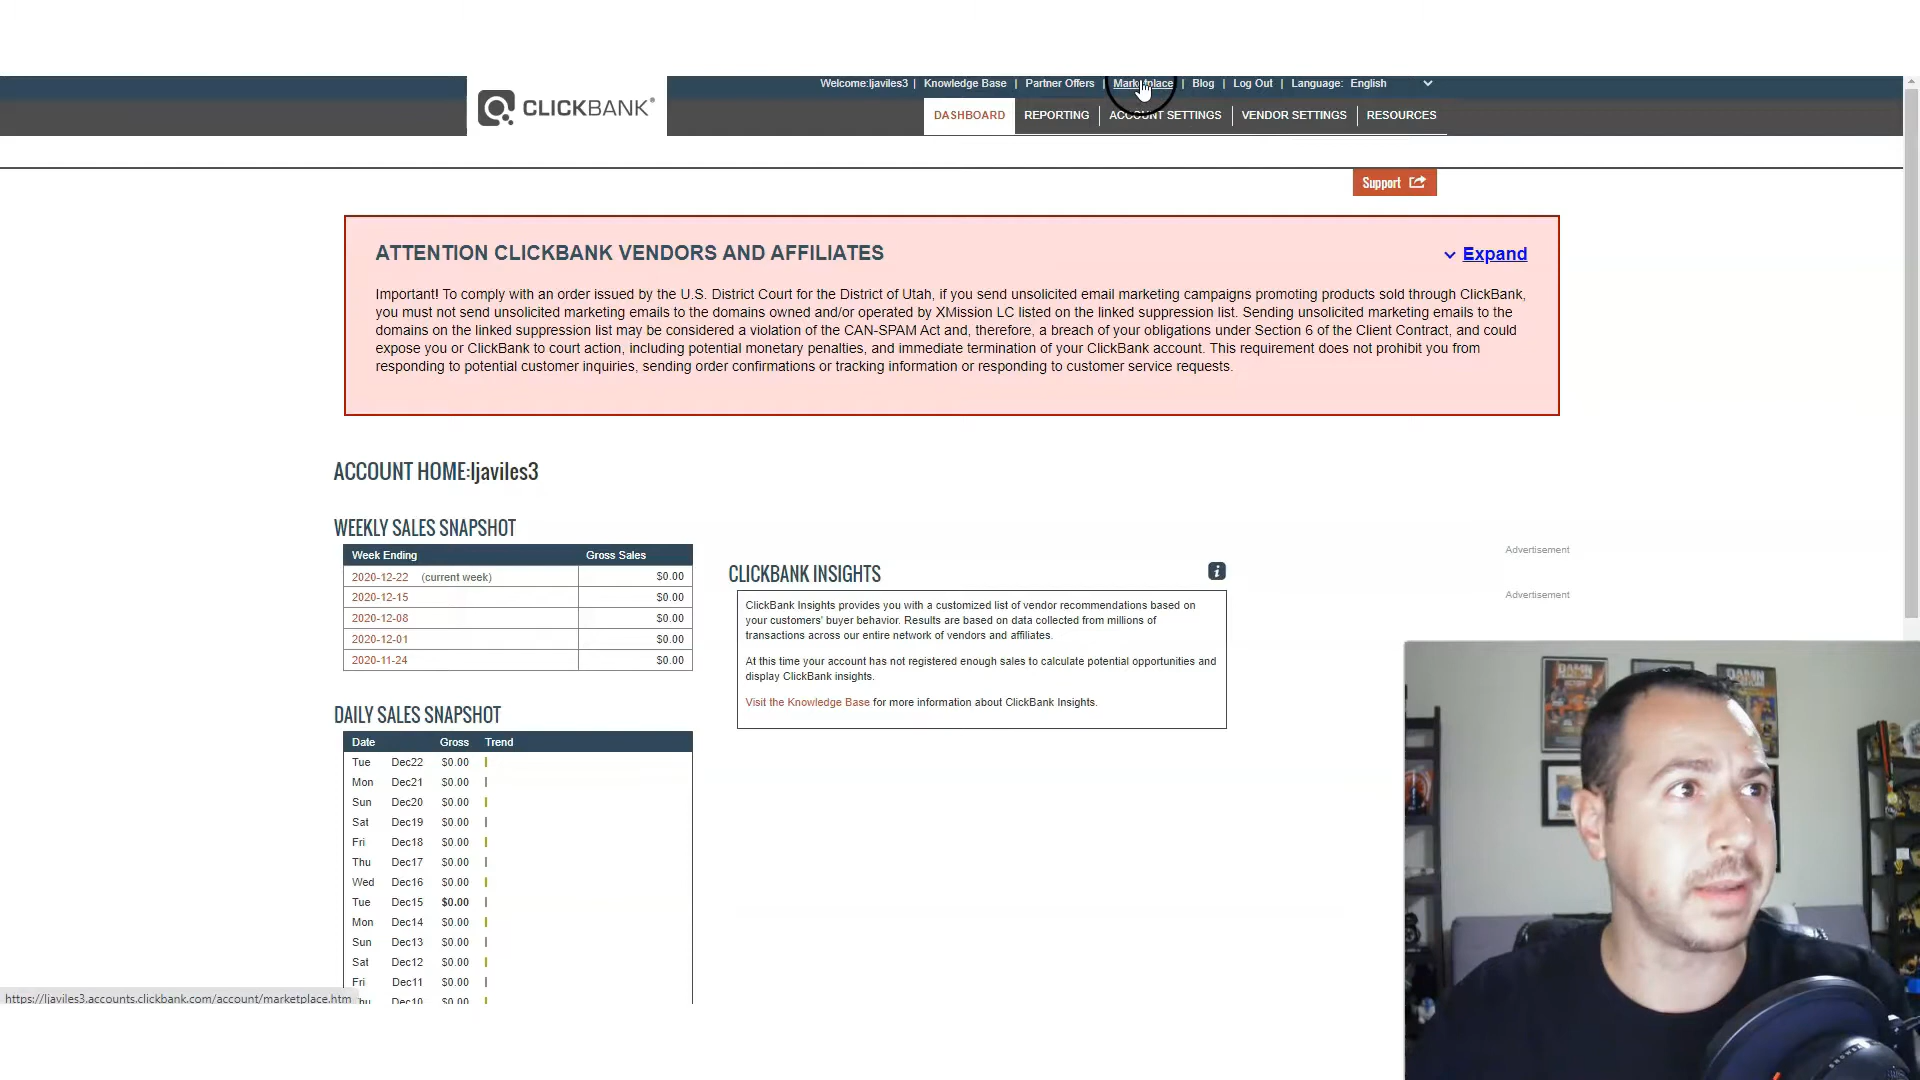 Welcome:ljaviles3 | Knowledge Base | Partner Offers | Marketplace | Blog | Log Out | Language: English
CLICKBANK®
DASHBOARD REPORTING ACCOUNT SETTINGS VENDOR SETTINGS RESOURCES
Support
ATTENTION CLICKBANK VENDORS AND AFFILIATES
Expand
Important! To comply with an order issued by the U.S. District Court for the District of Utah, if you send unsolicited email marketing campaigns promoting products sold through ClickBank,
you must not send unsolicited marketing emails to the domains owned and/or operated by XMission LC listed on the linked suppression list. Sending unsolicited marketing emails to the
domains on the linked suppression list may be considered a violation of the CAN-SPAM Act and, therefore, a breach of your obligations under Section 6 of the Client Contract, and could
expose you or ClickBank to court action, including potential monetary penalties, and immediate termination of your ClickBank account. This requirement does not prohibit you from
responding to potential customer inquiries, sending order confirmations or tracking information or responding to customer service requests.
ACCOUNT HOME:ljaviles3
WEEKLY SALES SNAPSHOT
Week Ending Gross Sales
2020-12-22 (current week) $0.00
2020-12-15 $0.00
2020-12-08 $0.00
2020-12-01 $0.00
2020-11-24 $0.00
CLICKBANK INSIGHTS
ClickBank Insights provides you with a customized list of vendor recommendations based on
your customers' buyer behavior. Results are based on data collected from millions of
transactions across our entire network of vendors and affiliates.
At this time your account has not registered enough sales to calculate potential opportunities and
display ClickBank insights.
Visit the Knowledge Base for more information about ClickBank Insights.
Advertisement
Advertisement
DAILY SALES SNAPSHOT
Date Gross Trend
Tue Dec22 $0.00
Mon Dec21 $0.00
Sun Dec20 $0.00
Sat Dec19 $0.00
Fri Dec18 $0.00
Thu Dec17 $0.00
Wed Dec16 $0.00
Tue Dec15 $0.00
Mon Dec14 $0.00
Sun Dec13 $0.00
Sat Dec12 $0.00
Fri Dec11 $0.00
Dec10 $0.00
https://ljaviles3.accounts.clickbank.com/account/marketplace.htm
DAMN
DAMN